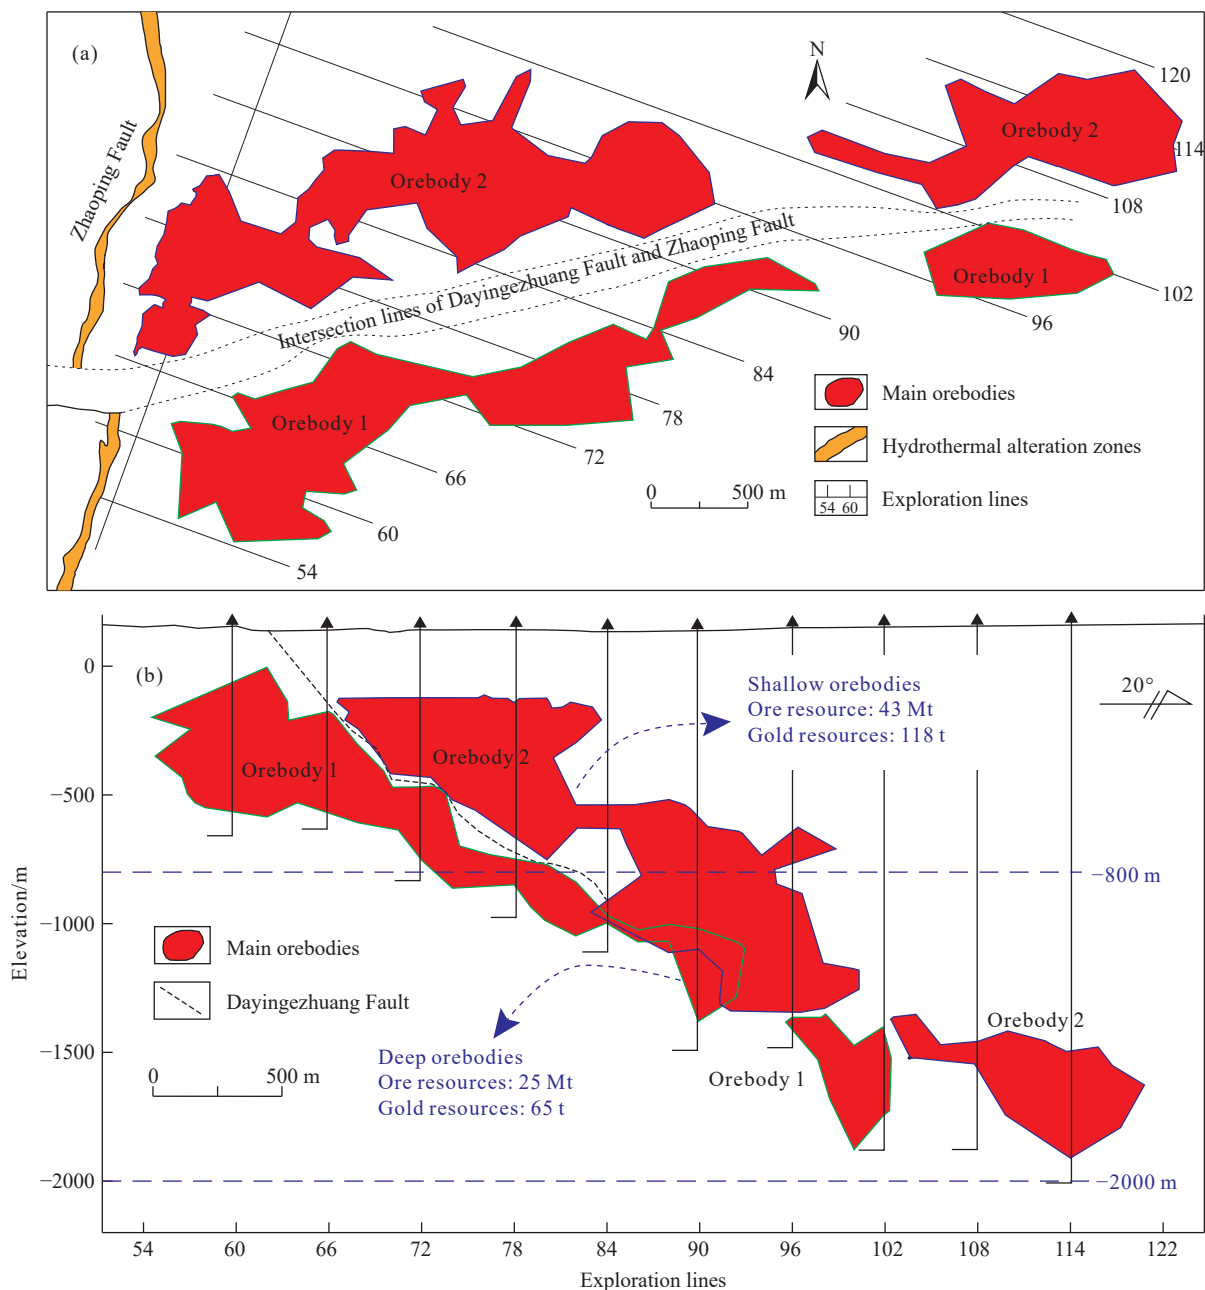 (a)
N
Zhaoping Fault
Orebody 2
Orebody 2
120
114
108
102
96
90
84
78
72
66
60
54
Intersection lines of Dayingezhuang Fault and Zhaoping Fault
Orebody 1
Orebody 1
Main orebodies
Hydrothermal alteration zones
54 60
Exploration lines
0 500 m
(b)
0
−500
−1000
−1500
−2000
Elevation/m
Orebody 1
Orebody 2
Shallow orebodies
Ore resource: 43 Mt
Gold resources: 118 t
20°
−800 m
Main orebodies
Dayingezhuang Fault
0 500 m
Deep orebodies
Ore resources: 25 Mt
Gold resources: 65 t
Orebody 1
Orebody 2
−2000 m
54 60 66 72 78 84 90 96 102 108 114 122
Exploration lines